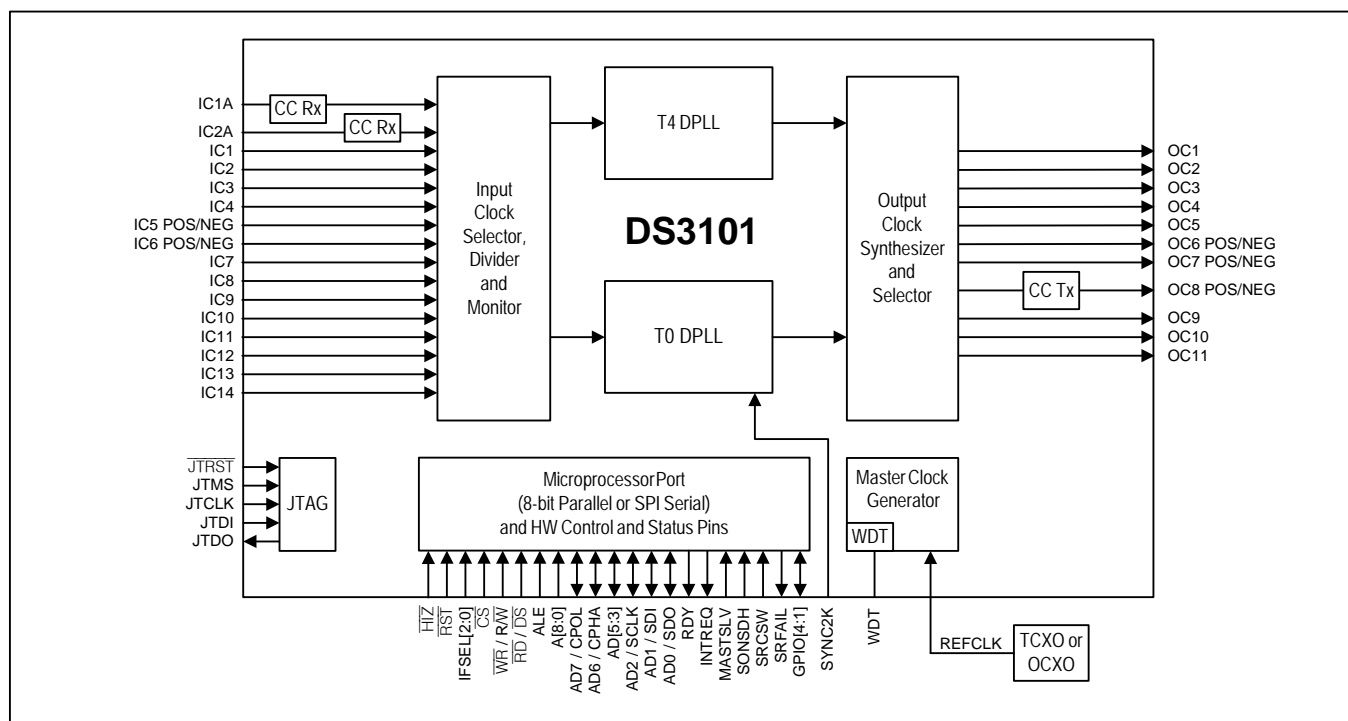 IC1A
CC Rx
IC2A
CC Rx
IC1
IC2
IC3
IC4
IC5 POS/NEG
IC6 POS/NEG
IC7
IC8
IC9
IC10
IC11
IC12
IC13
IC14
Input
Clock
Selector,
Divider
and
Monitor
T4 DPLL
DS3101
T0 DPLL
Output
Clock
Synthesizer
and
Selector
OC1
OC2
OC3
OC4
OC5
OC6 POS/NEG
OC7 POS/NEG
CC Tx
OC8 POS/NEG
OC9
OC10
OC11
JTRST
JTMS
JTCLK
JTDI
JTDO
JTAG
Microprocessor Port
(8-bit Parallel or SPI Serial)
and HW Control and Status Pins
Master Clock
Generator
WDT
HIZ
RST
IFSEL[2:0]
CS
WR / R/W
RD / DS
ALE
A[8:0]
AD7 / CPOL
AD6 / CPHA
AD[5:3]
AD2 / SCLK
AD1 / SDI
AD0 / SDO
RDY
INTREQ
MASTSLV
SONSDH
SRCSW
SRFAIL
GPIO[4:1]
SYNC2K
WDT
REFCLK
TCXO or
OCXO